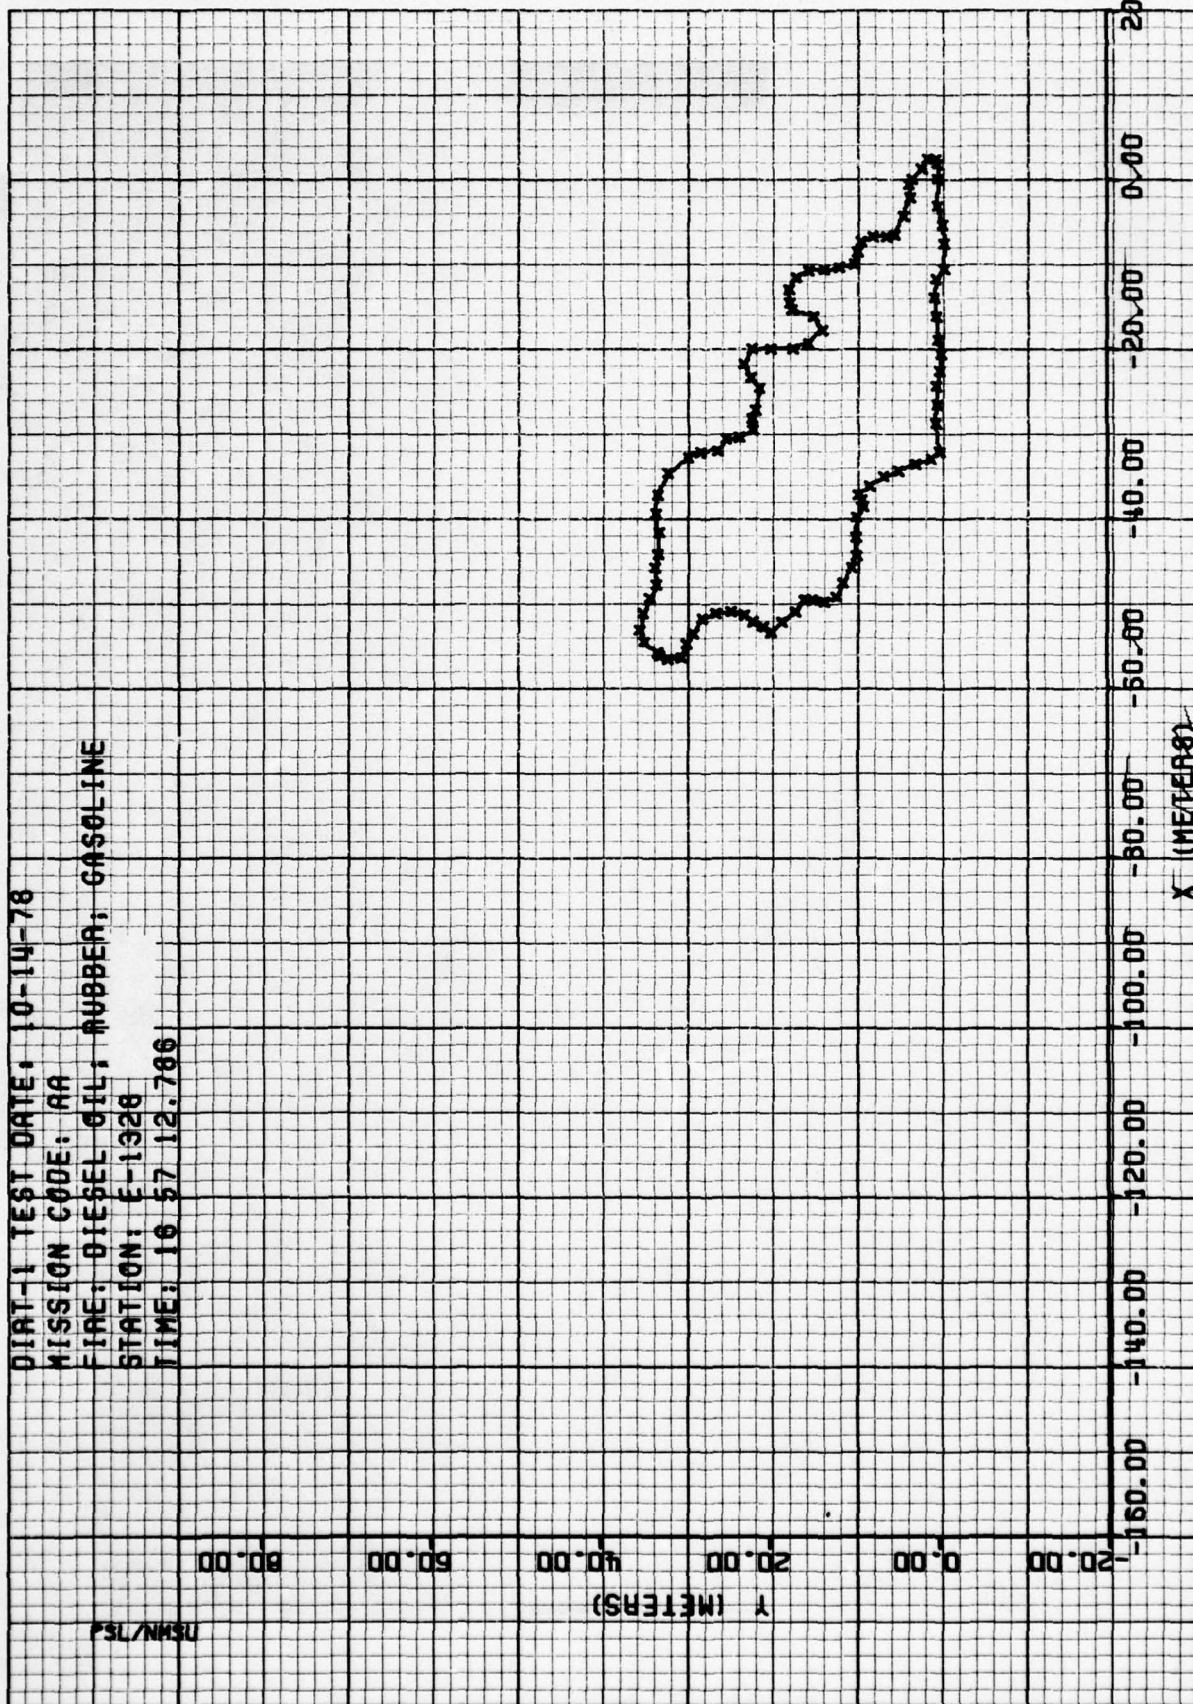 DIRT-1 TEST DATE: 10-14-78
MISSION CODE: AA
FIRE: DIESEL OIL; RUBBER; GASOLINE
STATION: E-1328
TIME: 16 57 12.786
PSL/NMSU
80.00
60.00
40.00
20.00
0.00
-20.00
Y (METERS)
-160.00 -140.00 -120.00 -100.00 -80.00 -60.00 -40.00 -20.00 0.00 20
X (METERS)